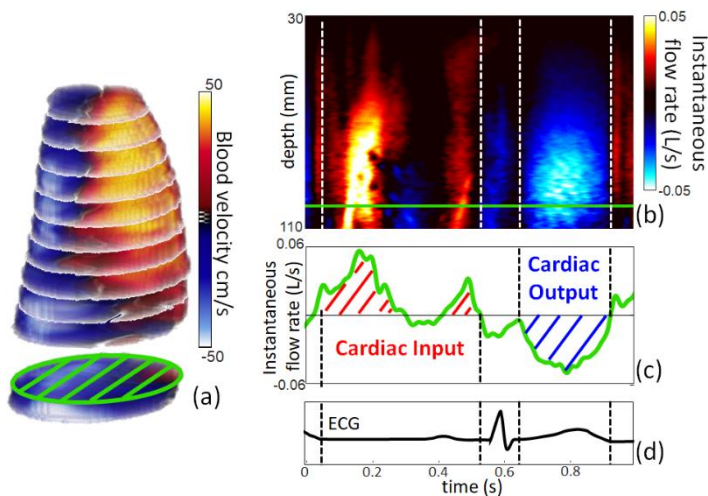 50
Blood velocity cm/s
-50
(a)
30
depth (mm)
110
0.05
Instantaneous
flow rate (L/s)
-0.05
(b)
0.06
Instantaneous
flow rate (L/s)
-0.06
Cardiac Input
Cardiac
Output
(c)
ECG
(d)
0 0.2 0.4 0.6 0.8
time (s)